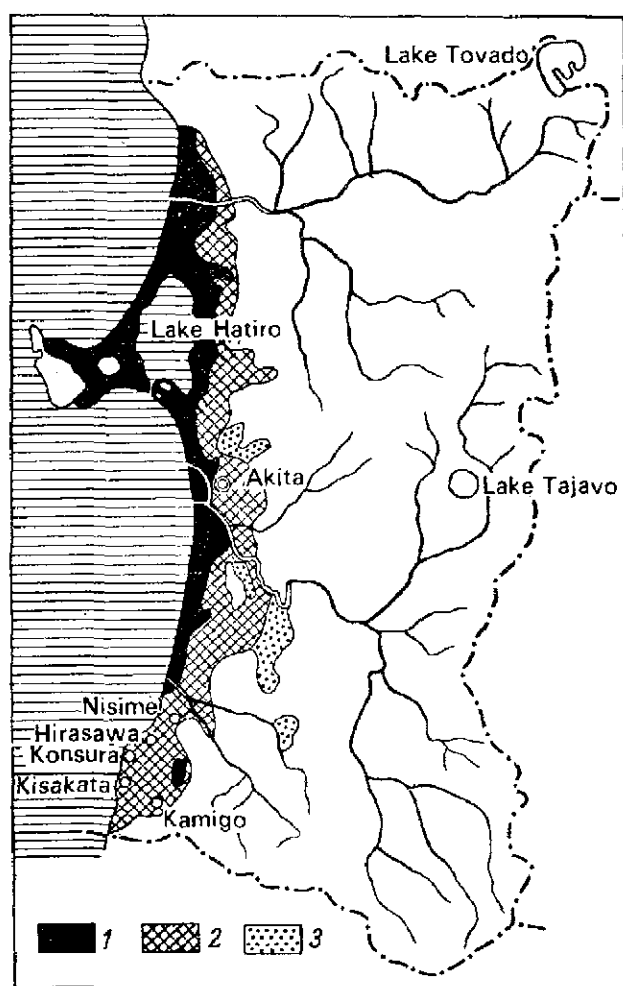 Lake Tovado
Lake Hatiro
Akita
Lake Tajavo
Nisime
Hirasawa
Konsura
Kisakata
Kamigo
1 2 3